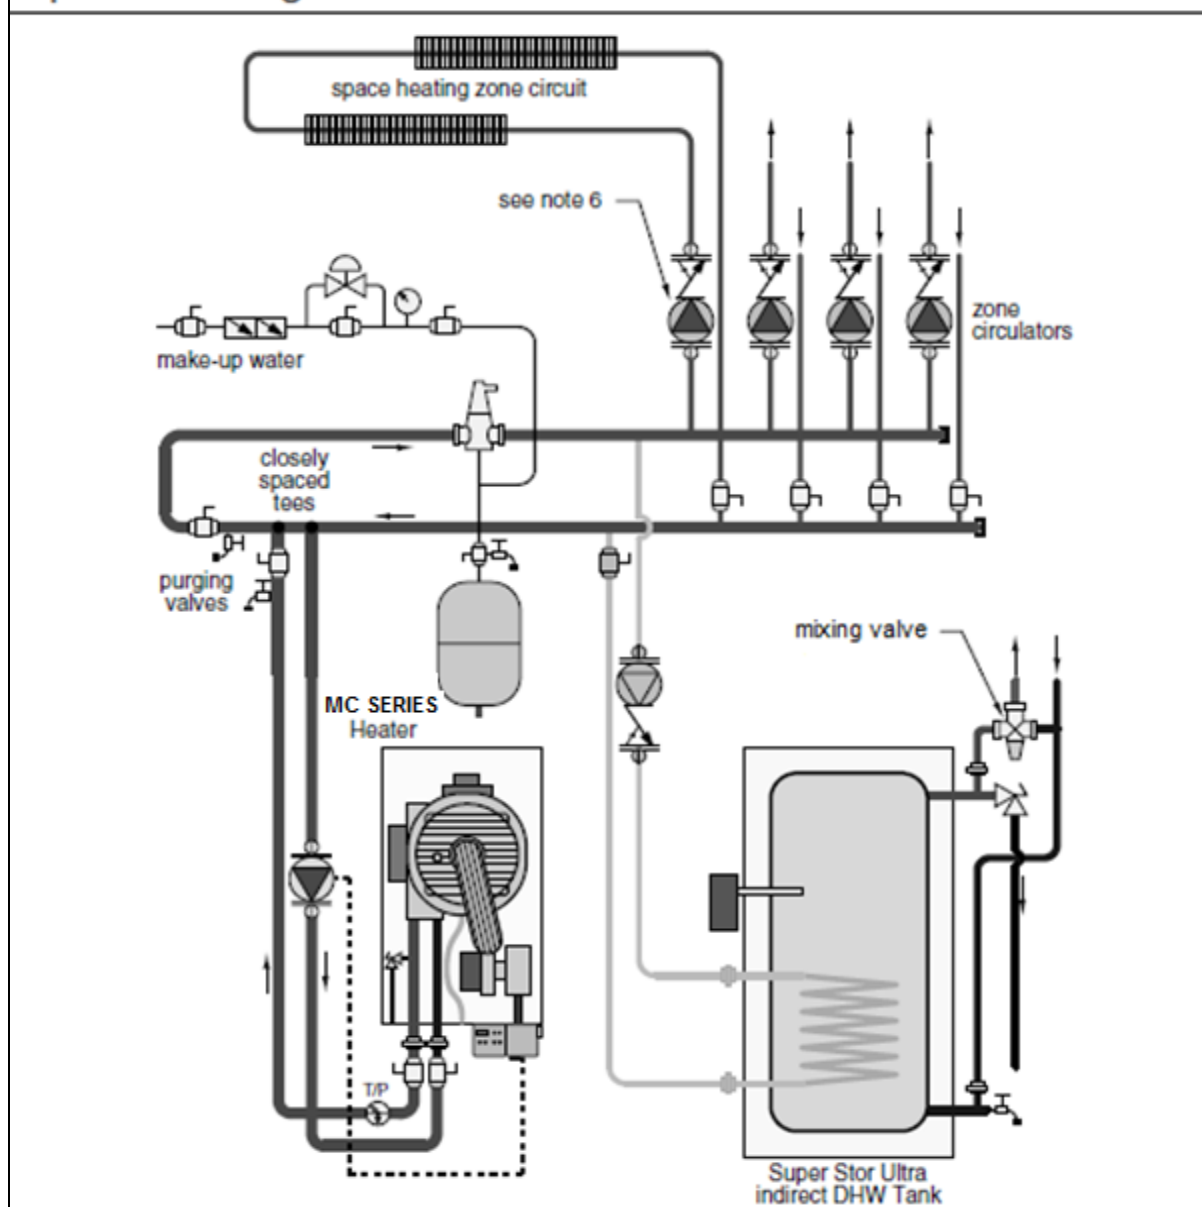 space heating zone circuit
see note 6
zone
circulators
make-up water
closely
spaced
tees
purging
valves
mixing valve
MC SERIES
Heater
T/P
Super Stor Ultra
indirect DHW Tank